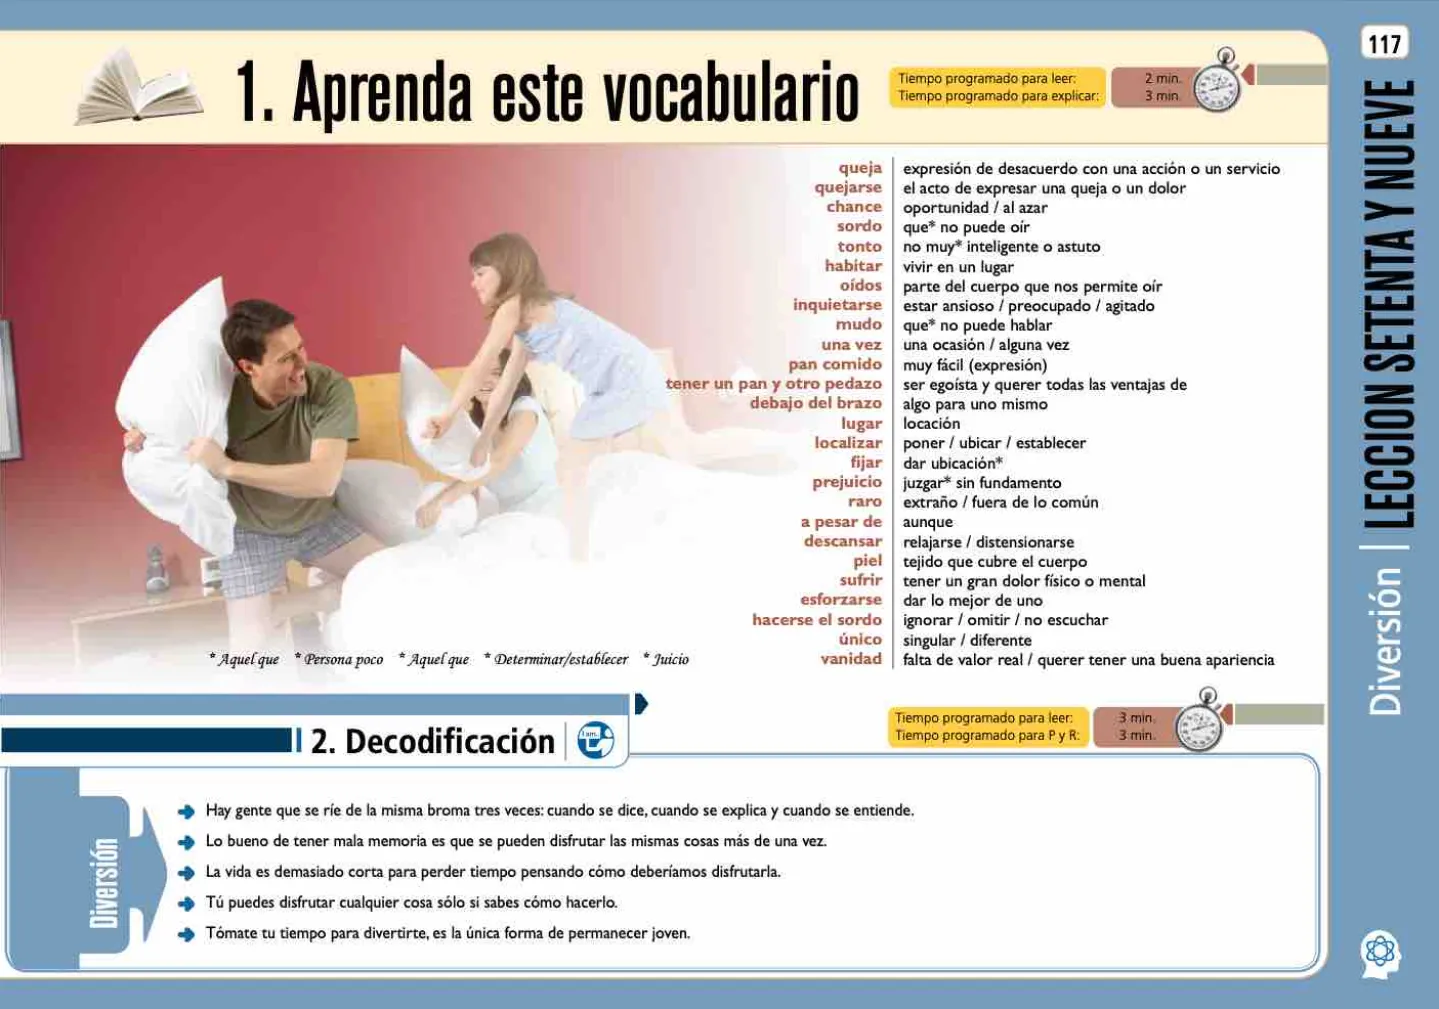 117
1. Aprenda este vocabulario
Tiempo programado para leer: 2 min.
Tiempo programado para explicar: 3 min.
queja expresión de desacuerdo con una acción o un servicio
quejarse el acto de expresar una queja o un dolor
chance oportunidad / al azar
sordo que* no puede oír
tonto no muy* inteligente o astuto
habitar vivir en un lugar
oídos parte del cuerpo que nos permite oír
inquietarse estar ansioso / preocupado / agitado
mudo que* no puede hablar
una vez una ocasión / alguna vez
pan comido muy fácil (expresión)
tener un pan y otro pedazo ser egoísta y querer todas las ventajas de
debajo del brazo algo para uno mismo
lugar locación
localizar poner / ubicar / establecer
fijar dar ubicación*
prejuicio juzgar* sin fundamento
raro extraño / fuera de lo común
a pesar de aunque
descansar relajarse / distensionarse
piel tejido que cubre el cuerpo
sufrir tener un gran dolor físico o mental
esforzarse dar lo mejor de uno
hacerse el sordo ignorar / omitir / no escuchar
único singular / diferente
vanidad falta de valor real / querer tener una buena apariencia
* Aquel que * Persona poco * Aquel que * Determinar/establecer * Juicio
LECCION SETENTA Y NUEVE
Diversión
2. Decodificación
I am..
Tiempo programado para leer: 3 min.
Tiempo programado para P y R: 3 min.
Diversión
Hay gente que se ríe de la misma broma tres veces: cuando se dice, cuando se explica y cuando se entiende.
Lo bueno de tener mala memoria es que se pueden disfrutar las mismas cosas más de una vez.
La vida es demasiado corta para perder tiempo pensando cómo deberíamos disfrutarla.
Tú puedes disfrutar cualquier cosa sólo si sabes cómo hacerlo.
Tómate tu tiempo para divertirte, es la única forma de permanecer joven.